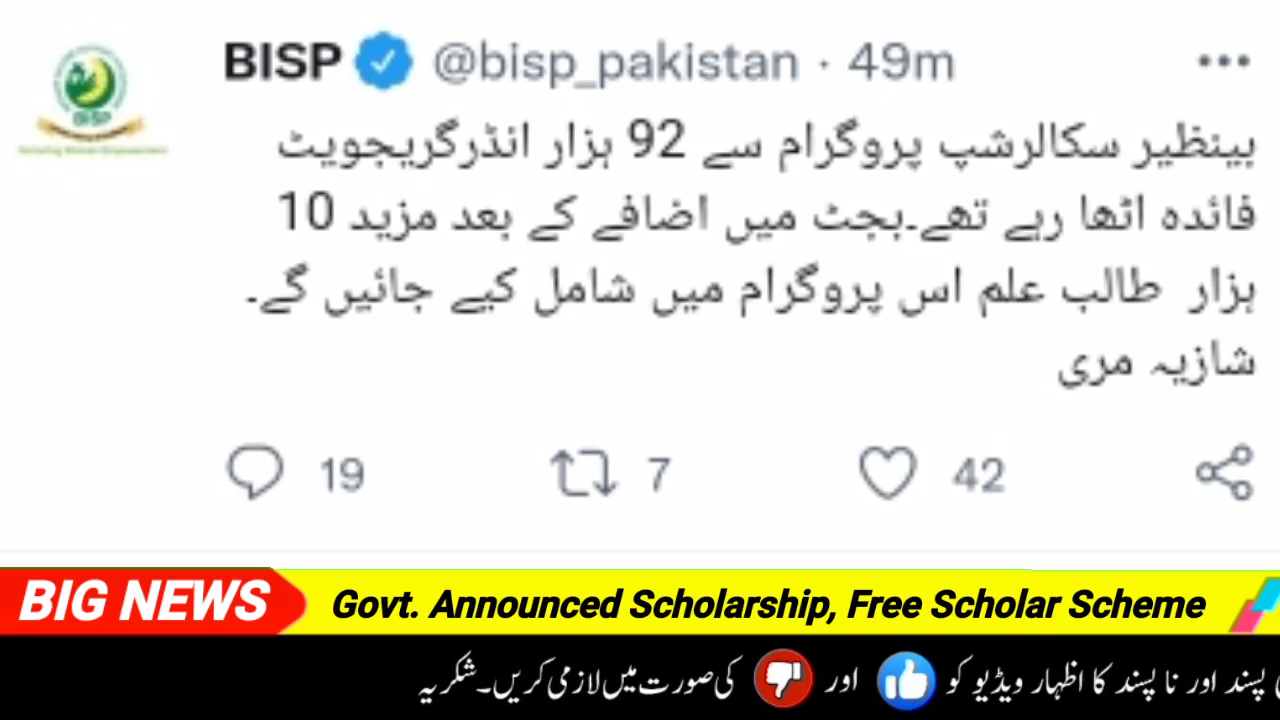 BISP @bisp_pakistan · 49m
بینظیر سکالرشپ پروگرام سے 92 ہزار انڈرگریجویٹ
فائدہ اٹھا رہے تھے۔بجٹ میں اضافے کے بعد مزید 10
ہزار طالب علم اس پروگرام میں شامل کیے جائیں گے۔
شازیہ مری
19 7 42
BIG NEWS Govt. Announced Scholarship, Free Scholar Scheme
پسند اور نا پسند کا اظہار ویڈیو کو اور کی صورت میں لازمی کریں۔شکریہ